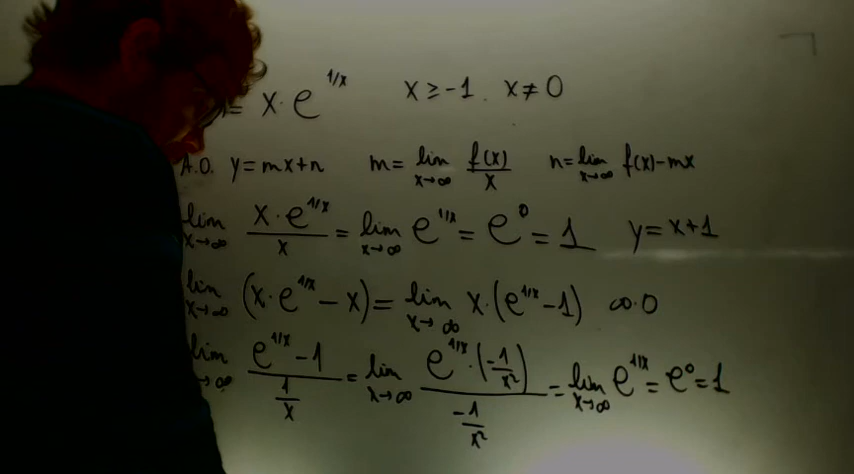 = x·e^{1/x} x ≥ -1. x ≠ 0
A.O. y = mx+n m = lim_{x→∞} f(x)/x n = lim_{x→∞} f(x)-mx
lim_{x→∞} x·e^{1/x}/x = lim_{x→∞} e^{1/x} = e^0 = 1 y = x+1
lim_{x→∞} (x·e^{1/x} - x) = lim_{x→∞} x·(e^{1/x} - 1) ∞·0
lim_{→∞} (e^{1/x} - 1)/(1/x) = lim_{x→∞} (e^{1/x}·(-1/x²))/(-1/x²) = lim_{x→∞} e^{1/x} = e^0 = 1